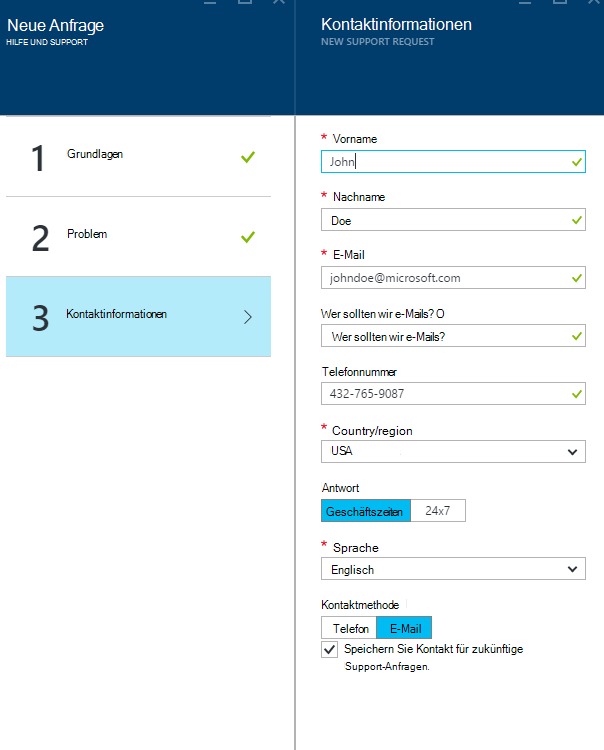 Neue Anfrage
HILFE UND SUPPORT
1 Grundlagen
2 Problem
3 Kontaktinformationen
Kontaktinformationen
NEW SUPPORT REQUEST
* Vorname
John
* Nachname
Doe
* E-Mail
johndoe@microsoft.com
Wer sollten wir e-Mails? O
Wer sollten wir e-Mails?
Telefonnummer
432-765-9087
* Country/region
USA
Antwort
Geschäftszeiten 24x7
* Sprache
Englisch
Kontaktmethode
Telefon E-Mail
Speichern Sie Kontakt für zukünftige
Support-Anfragen.